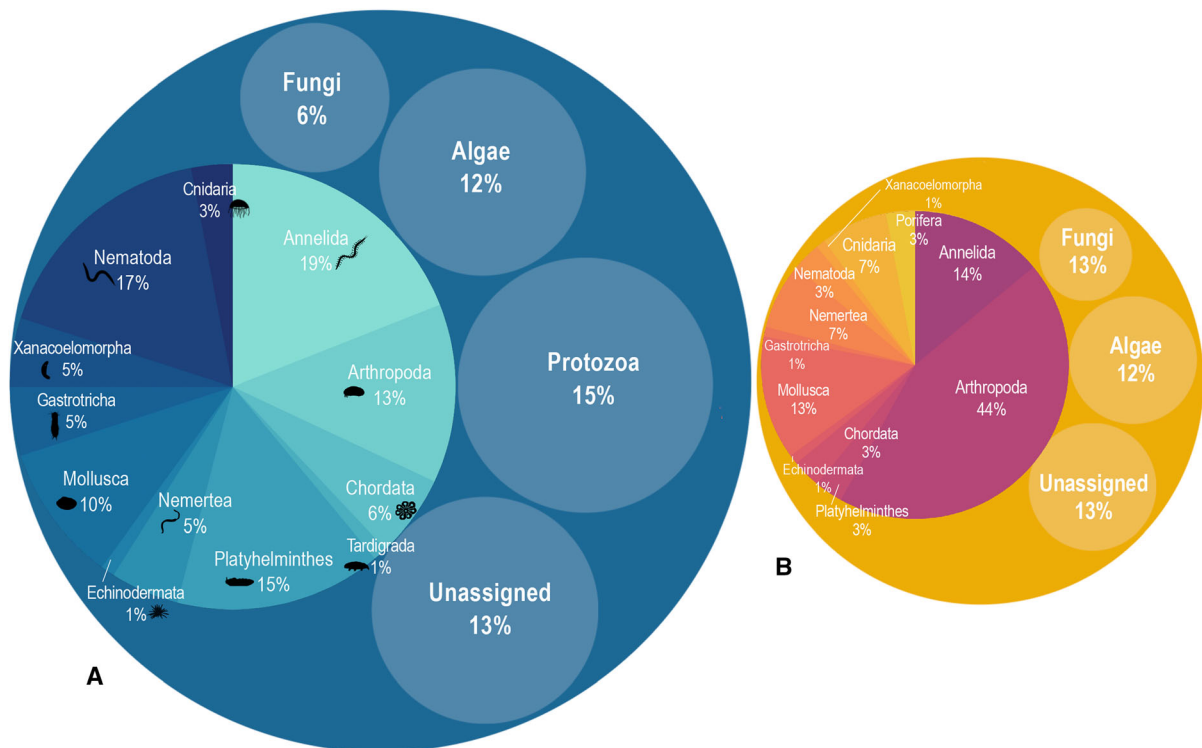 Fungi
6%
Algae
12%
Protozoa
15%
Unassigned
13%
Cnidaria
3%
Annelida
19%
Nematoda
17%
Arthropoda
13%
Xanacoelomorpha
5%
Gastrotricha
5%
Mollusca
10%
Nemertea
5%
Chordata
6%
Tardigrada
1%
Platyhelminthes
15%
Echinodermata
1%
A
Xanacoelomorpha
1%
Porifera
3%
Cnidaria
7%
Annelida
14%
Nematoda
3%
Nemertea
7%
Gastrotricha
1%
Mollusca
13%
Arthropoda
44%
Chordata
3%
Echinodermata
1%
Platyhelminthes
3%
Fungi
13%
Algae
12%
Unassigned
13%
B